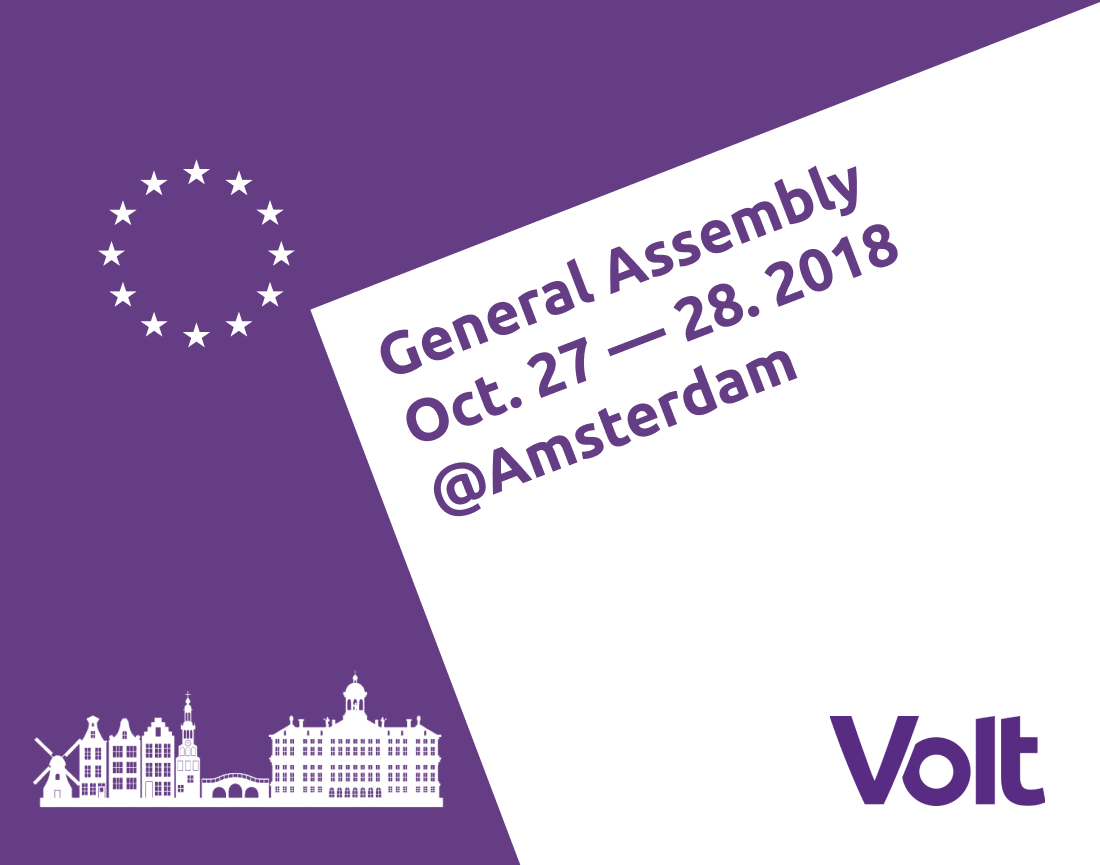 General Assembly
Oct. 27 — 28. 2018
@Amsterdam
Volt